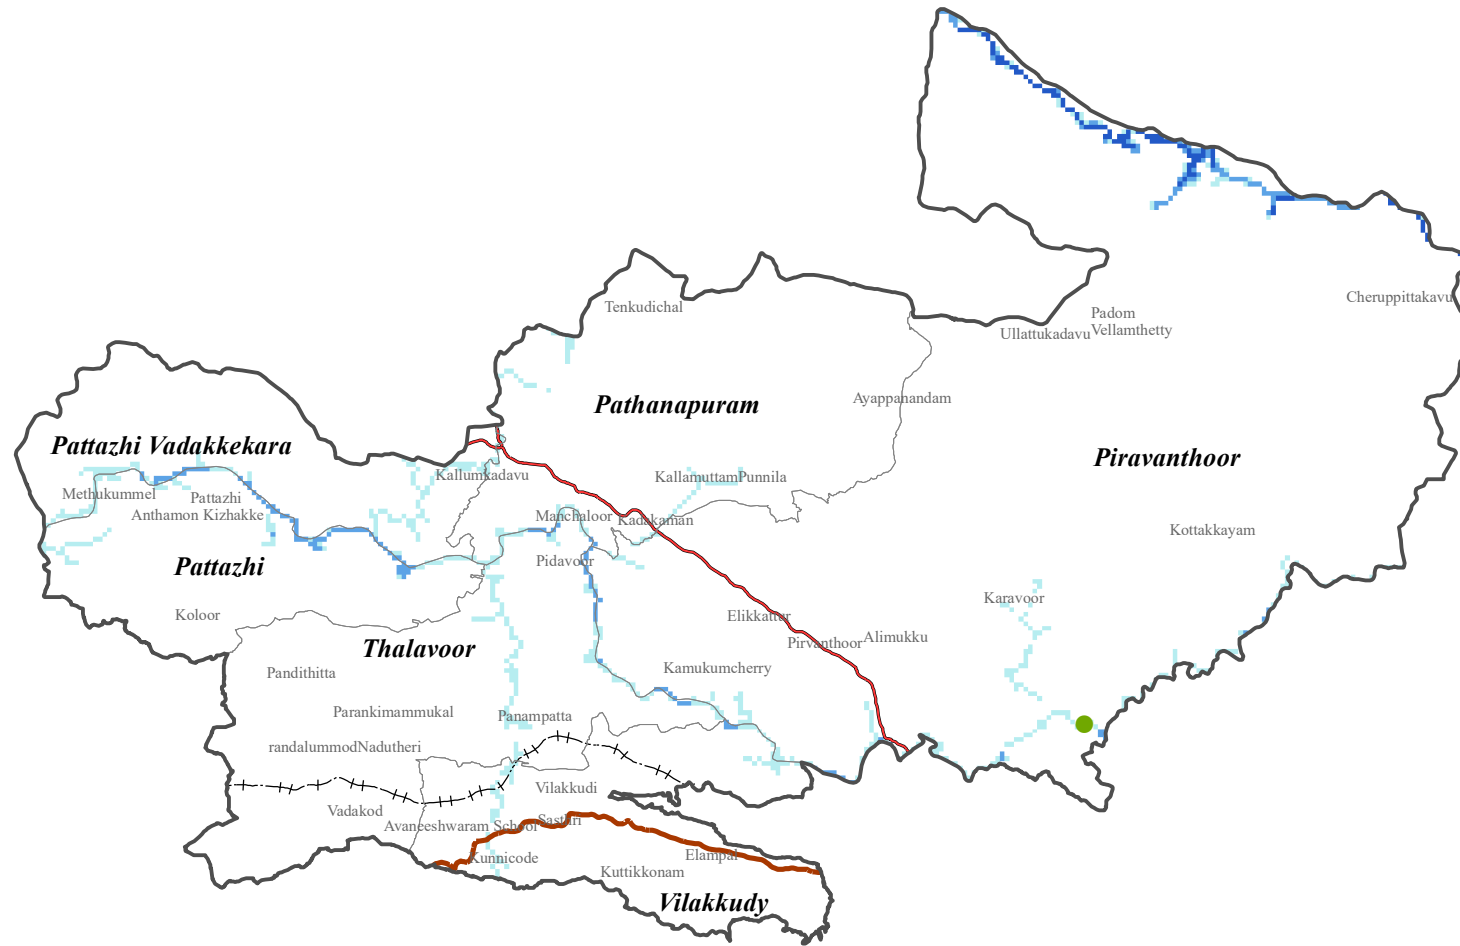 Cheruppittakavu
Tenkudichal
Padom
Ullattukadavu
Vellamthetty
Ayappanandam
Pathanapuram
Pattazhi Vadakkekara
Piravanthoor
Kallumkadavu
Kallamuttam
Punnila
Methukummel
Pattazhi
Anthamon Kizhakke
Manchaloor
Kadakaman
Kottakkayam
Pidavoor
Pattazhi
Karavoor
Koloor
Elikkattur
Pirvanthoor
Alimukku
Thalavoor
Pandithitta
Kamukumcherry
Parankimammukal
Panampatta
randalummod
Nadutheri
Vilakkudi
Vadakod
Avaneeshwaram School
Sasthri
Kunnicode
Elampal
Kuttikkonam
Vilakkudy